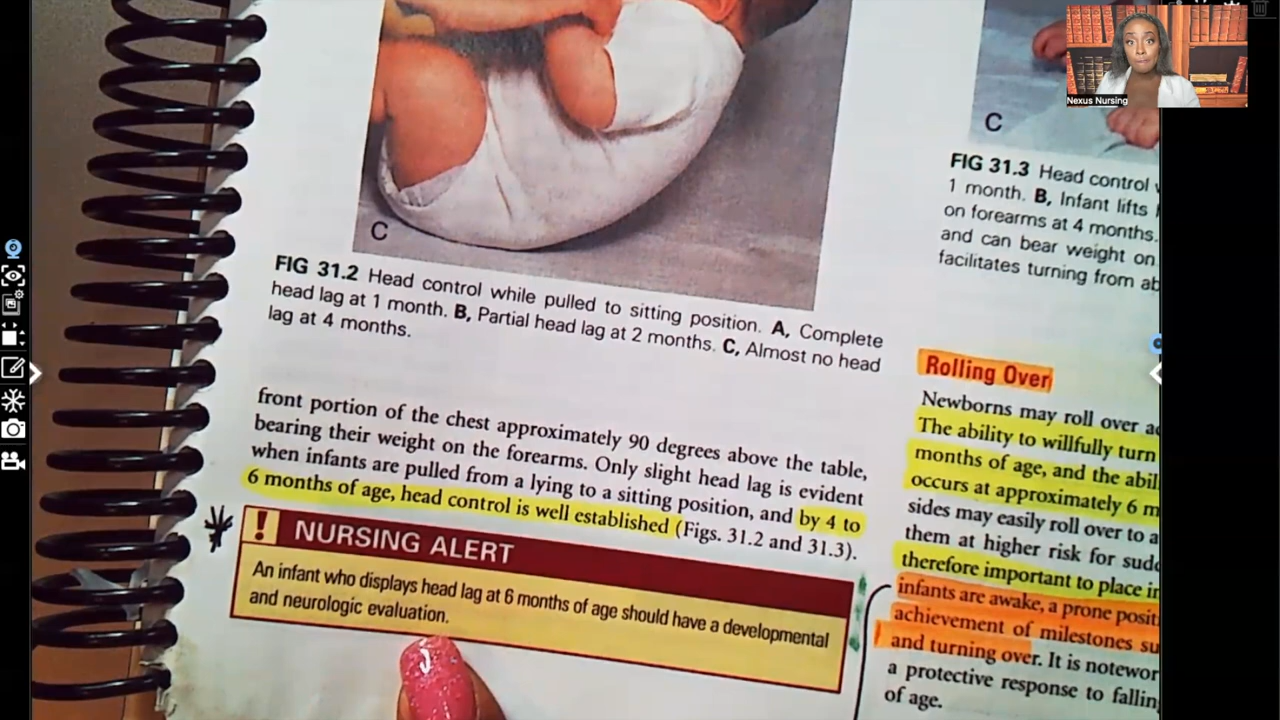 Nexus Nursing
C
FIG 31.2 Head control while pulled to sitting position. A, Complete
head lag at 1 month. B, Partial head lag at 2 months. C, Almost no head
lag at 4 months.
front portion of the chest approximately 90 degrees above the table,
bearing their weight on the forearms. Only slight head lag is evident
when infants are pulled from a lying to a sitting position, and by 4 to
6 months of age, head control is well established (Figs. 31.2 and 31.3).
! NURSING ALERT
An infant who displays head lag at 6 months of age should have a developmental
and neurologic evaluation.
C
FIG 31.3 Head control
1 month. B, Infant lifts
on forearms at 4 months.
and can bear weight on
facilitates turning from
Rolling Over
Newborns may roll over
The ability to willfully turn
months of age, and the
occurs at approximately 6
sides may easily roll over to
them at higher risk for
therefore important to place
infants are awake, a prone
achievement of milestones
and turning over. It is
a protective response to
of age.